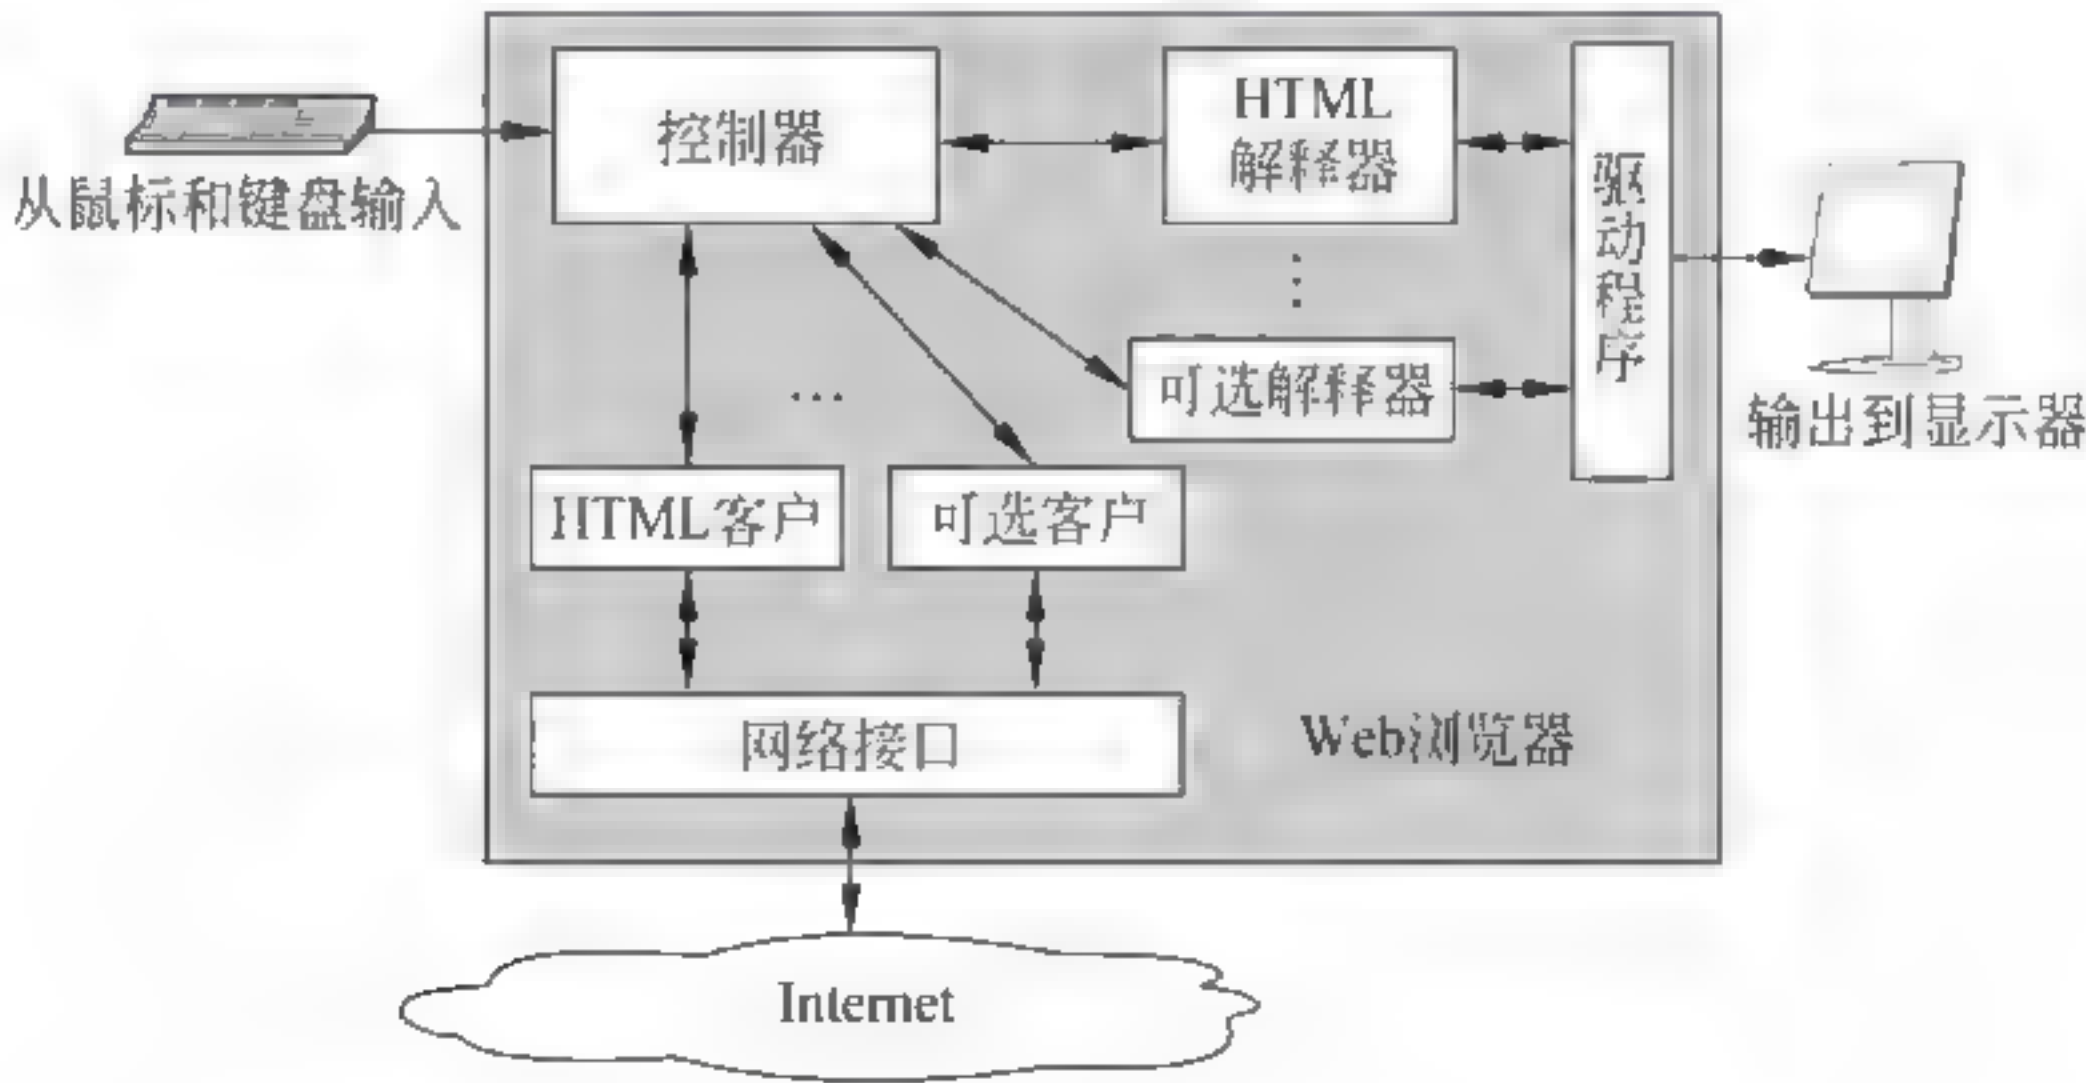 控制器
HTML
解释器
驱动程序
从鼠标和键盘输入
⋮
可选解释器
…
输出到显示器
HTML客户
可选客户
网络接口
Web浏览器
Internet